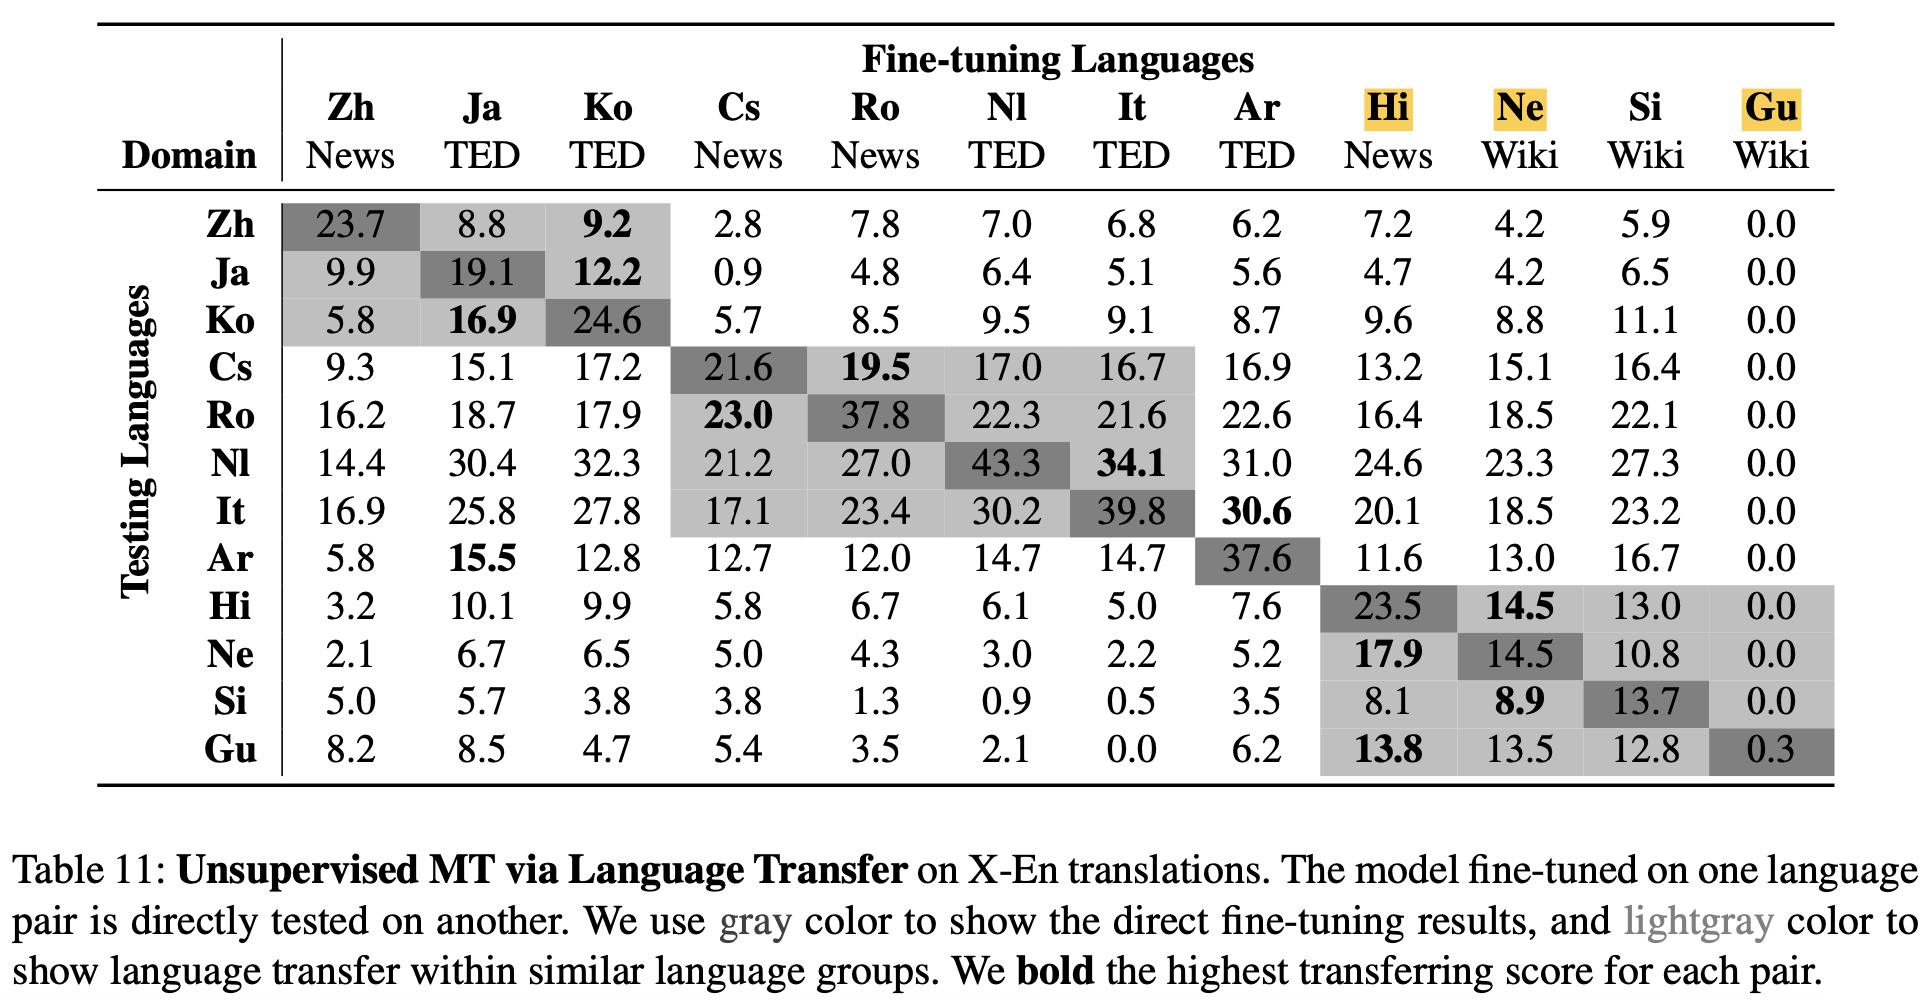 Fine-tuning Languages
Zh Ja Ko Cs Ro Nl It Ar Hi Ne Si Gu
Domain News TED TED News News TED TED TED News Wiki Wiki Wiki
Testing Languages
Zh 23.7 8.8 9.2 2.8 7.8 7.0 6.8 6.2 7.2 4.2 5.9 0.0
Ja 9.9 19.1 12.2 0.9 4.8 6.4 5.1 5.6 4.7 4.2 6.5 0.0
Ko 5.8 16.9 24.6 5.7 8.5 9.5 9.1 8.7 9.6 8.8 11.1 0.0
Cs 9.3 15.1 17.2 21.6 19.5 17.0 16.7 16.9 13.2 15.1 16.4 0.0
Ro 16.2 18.7 17.9 23.0 37.8 22.3 21.6 22.6 16.4 18.5 22.1 0.0
Nl 14.4 30.4 32.3 21.2 27.0 43.3 34.1 31.0 24.6 23.3 27.3 0.0
It 16.9 25.8 27.8 17.1 23.4 30.2 39.8 30.6 20.1 18.5 23.2 0.0
Ar 5.8 15.5 12.8 12.7 12.0 14.7 14.7 37.6 11.6 13.0 16.7 0.0
Hi 3.2 10.1 9.9 5.8 6.7 6.1 5.0 7.6 23.5 14.5 13.0 0.0
Ne 2.1 6.7 6.5 5.0 4.3 3.0 2.2 5.2 17.9 14.5 10.8 0.0
Si 5.0 5.7 3.8 3.8 1.3 0.9 0.5 3.5 8.1 8.9 13.7 0.0
Gu 8.2 8.5 4.7 5.4 3.5 2.1 0.0 6.2 13.8 13.5 12.8 0.3
Table 11: Unsupervised MT via Language Transfer on X-En translations. The model fine-tuned on one language
pair is directly tested on another. We use gray color to show the direct fine-tuning results, and lightgray color to
show language transfer within similar language groups. We bold the highest transferring score for each pair.